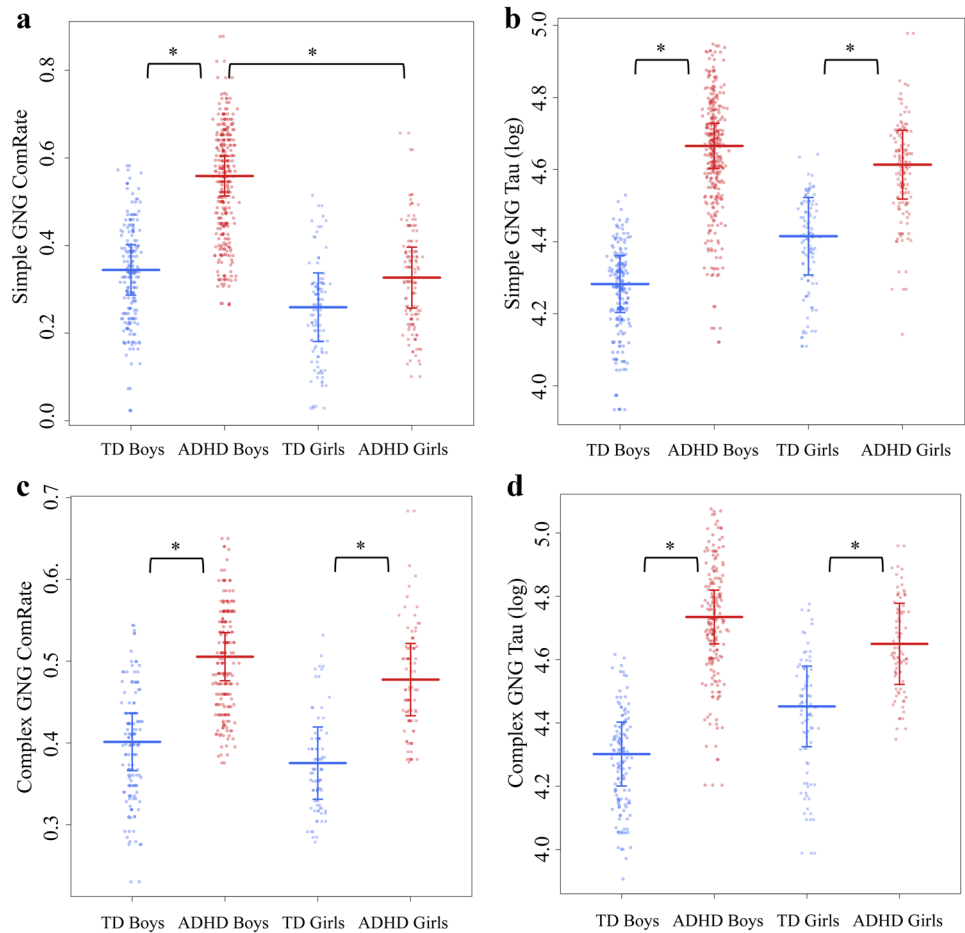 a
Simple GNG ComRate
0.0
0.2
0.4
0.6
0.8
*
*
TD Boys ADHD Boys TD Girls ADHD Girls
b
Simple GNG Tau (log)
4.0
4.2
4.4
4.6
4.8
5.0
*
*
TD Boys ADHD Boys TD Girls ADHD Girls
c
Complex GNG ComRate
0.3
0.4
0.5
0.6
0.7
*
*
TD Boys ADHD Boys TD Girls ADHD Girls
d
Complex GNG Tau (log)
4.0
4.2
4.4
4.6
4.8
5.0
*
*
TD Boys ADHD Boys TD Girls ADHD Girls